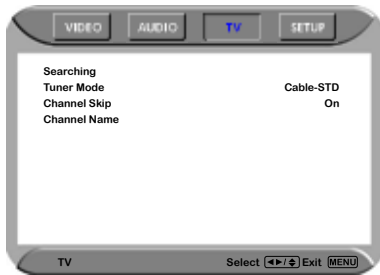 VIDEO AUDIO TV SETUP
Searching
Tuner Mode Cable-STD
Channel Skip On
Channel Name
TV Select ◄►/▲▼ Exit MENU